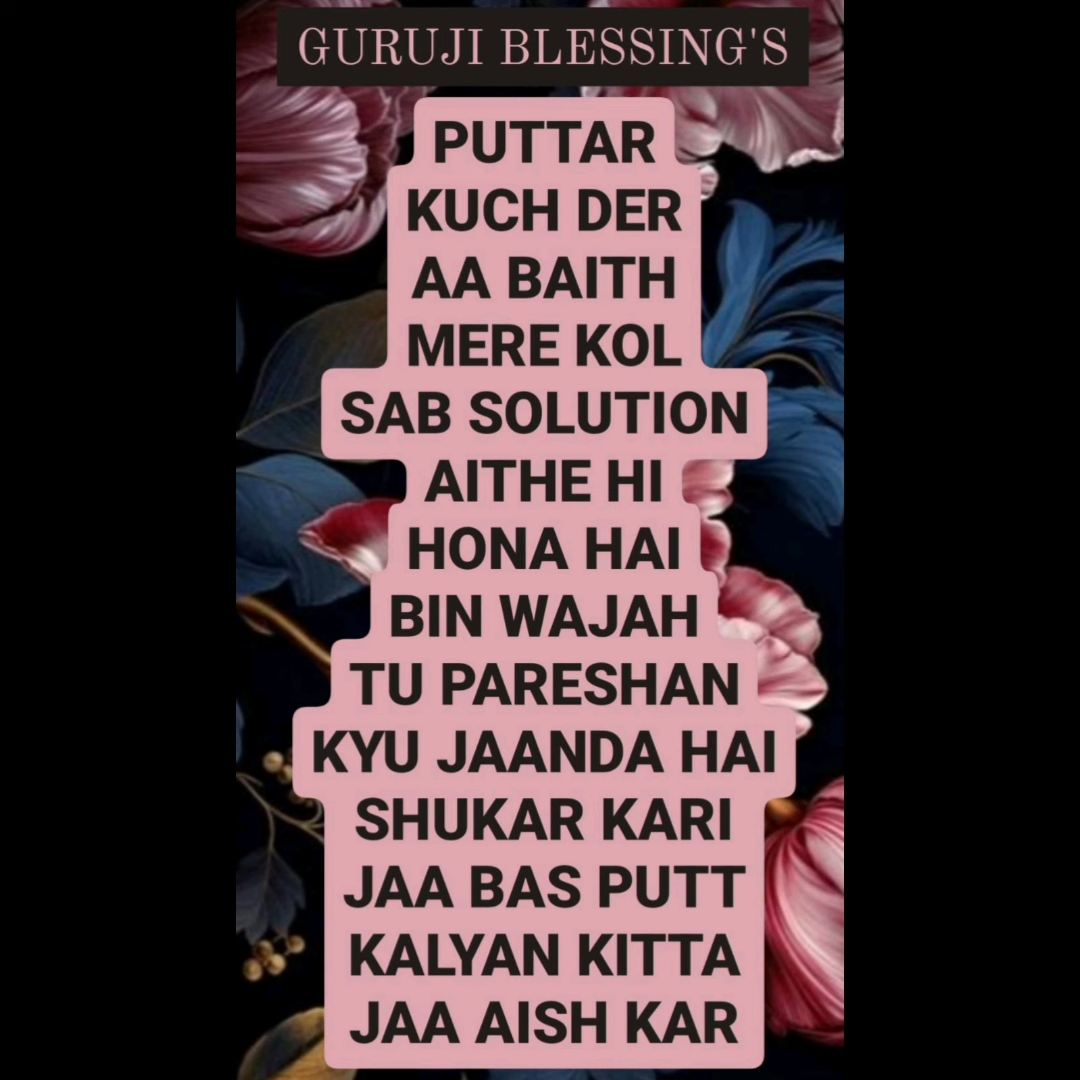 GURUJI BLESSING'S
PUTTAR
KUCH DER
AA BAITH
MERE KOL
SAB SOLUTION
AITHE HI
HONA HAI
BIN WAJAH
TU PARESHAN
KYU JAANDA HAI
SHUKAR KARI
JAA BAS PUTT
KALYAN KITTA
JAA AISH KAR